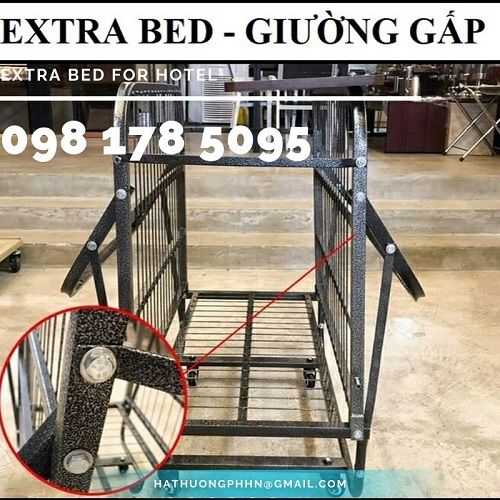 EXTRA BED - GIƯỜNG GẤP
EXTRA BED FOR HOTEL
098 178 5095
HATHUONGPHHN@GMAIL.COM